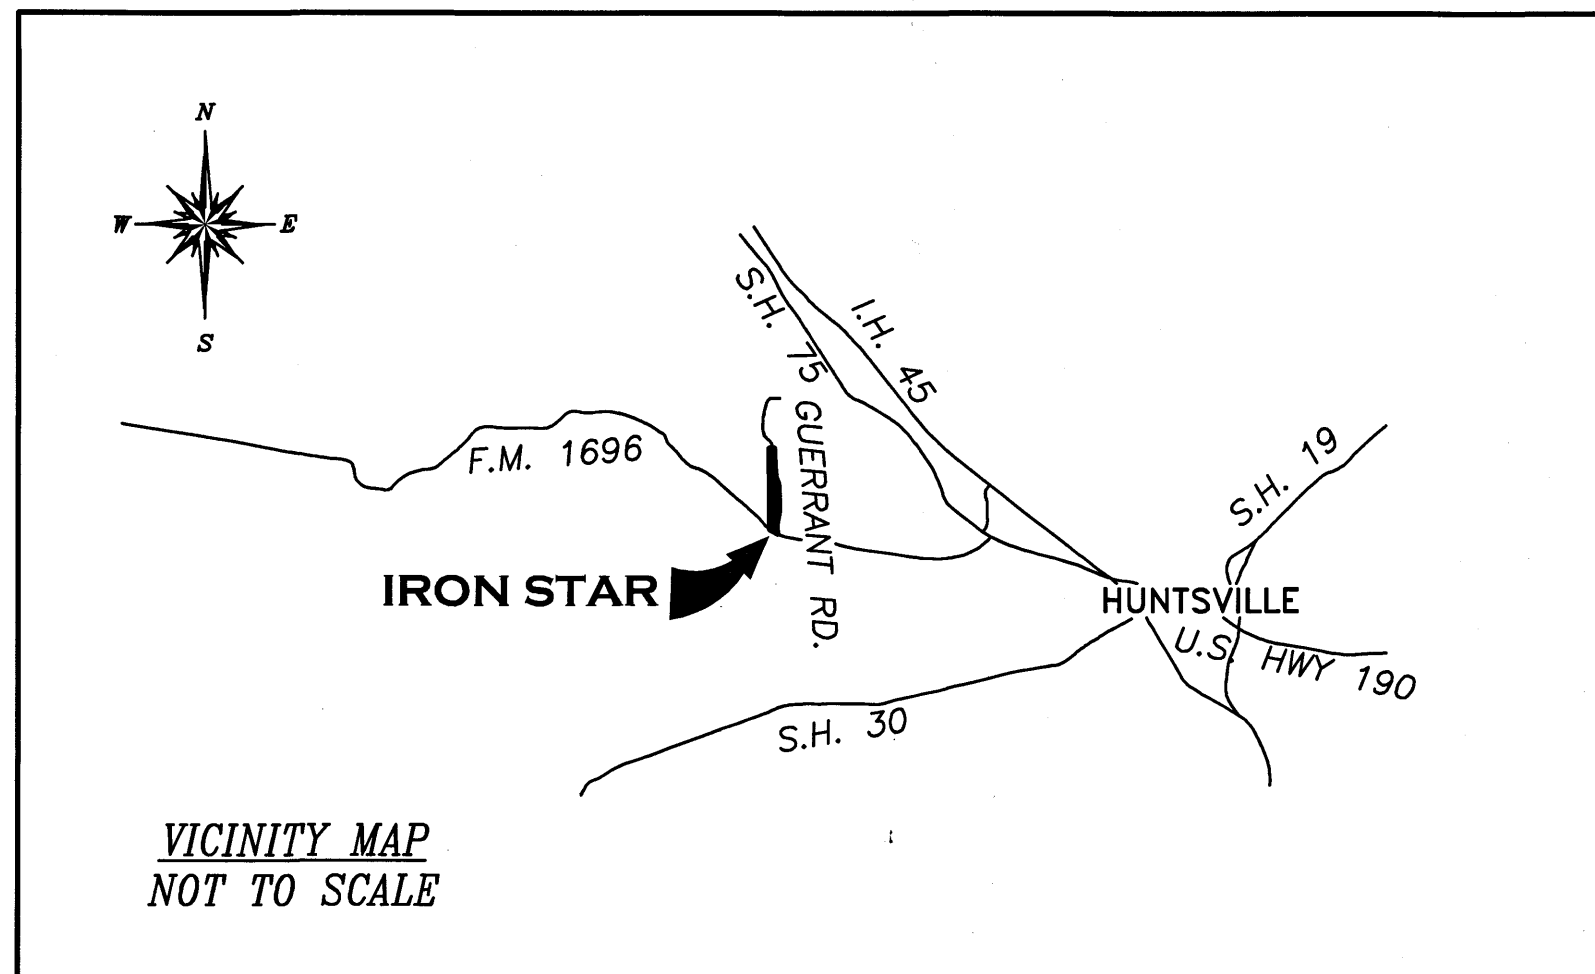 N
W
E
S
S.H. 75
I.H. 45
F.M. 1696
GUERRANT RD.
S.H. 19
IRON STAR
HUNTSVILLE
U.S. HWY 190
S.H. 30
VICINITY MAP
NOT TO SCALE